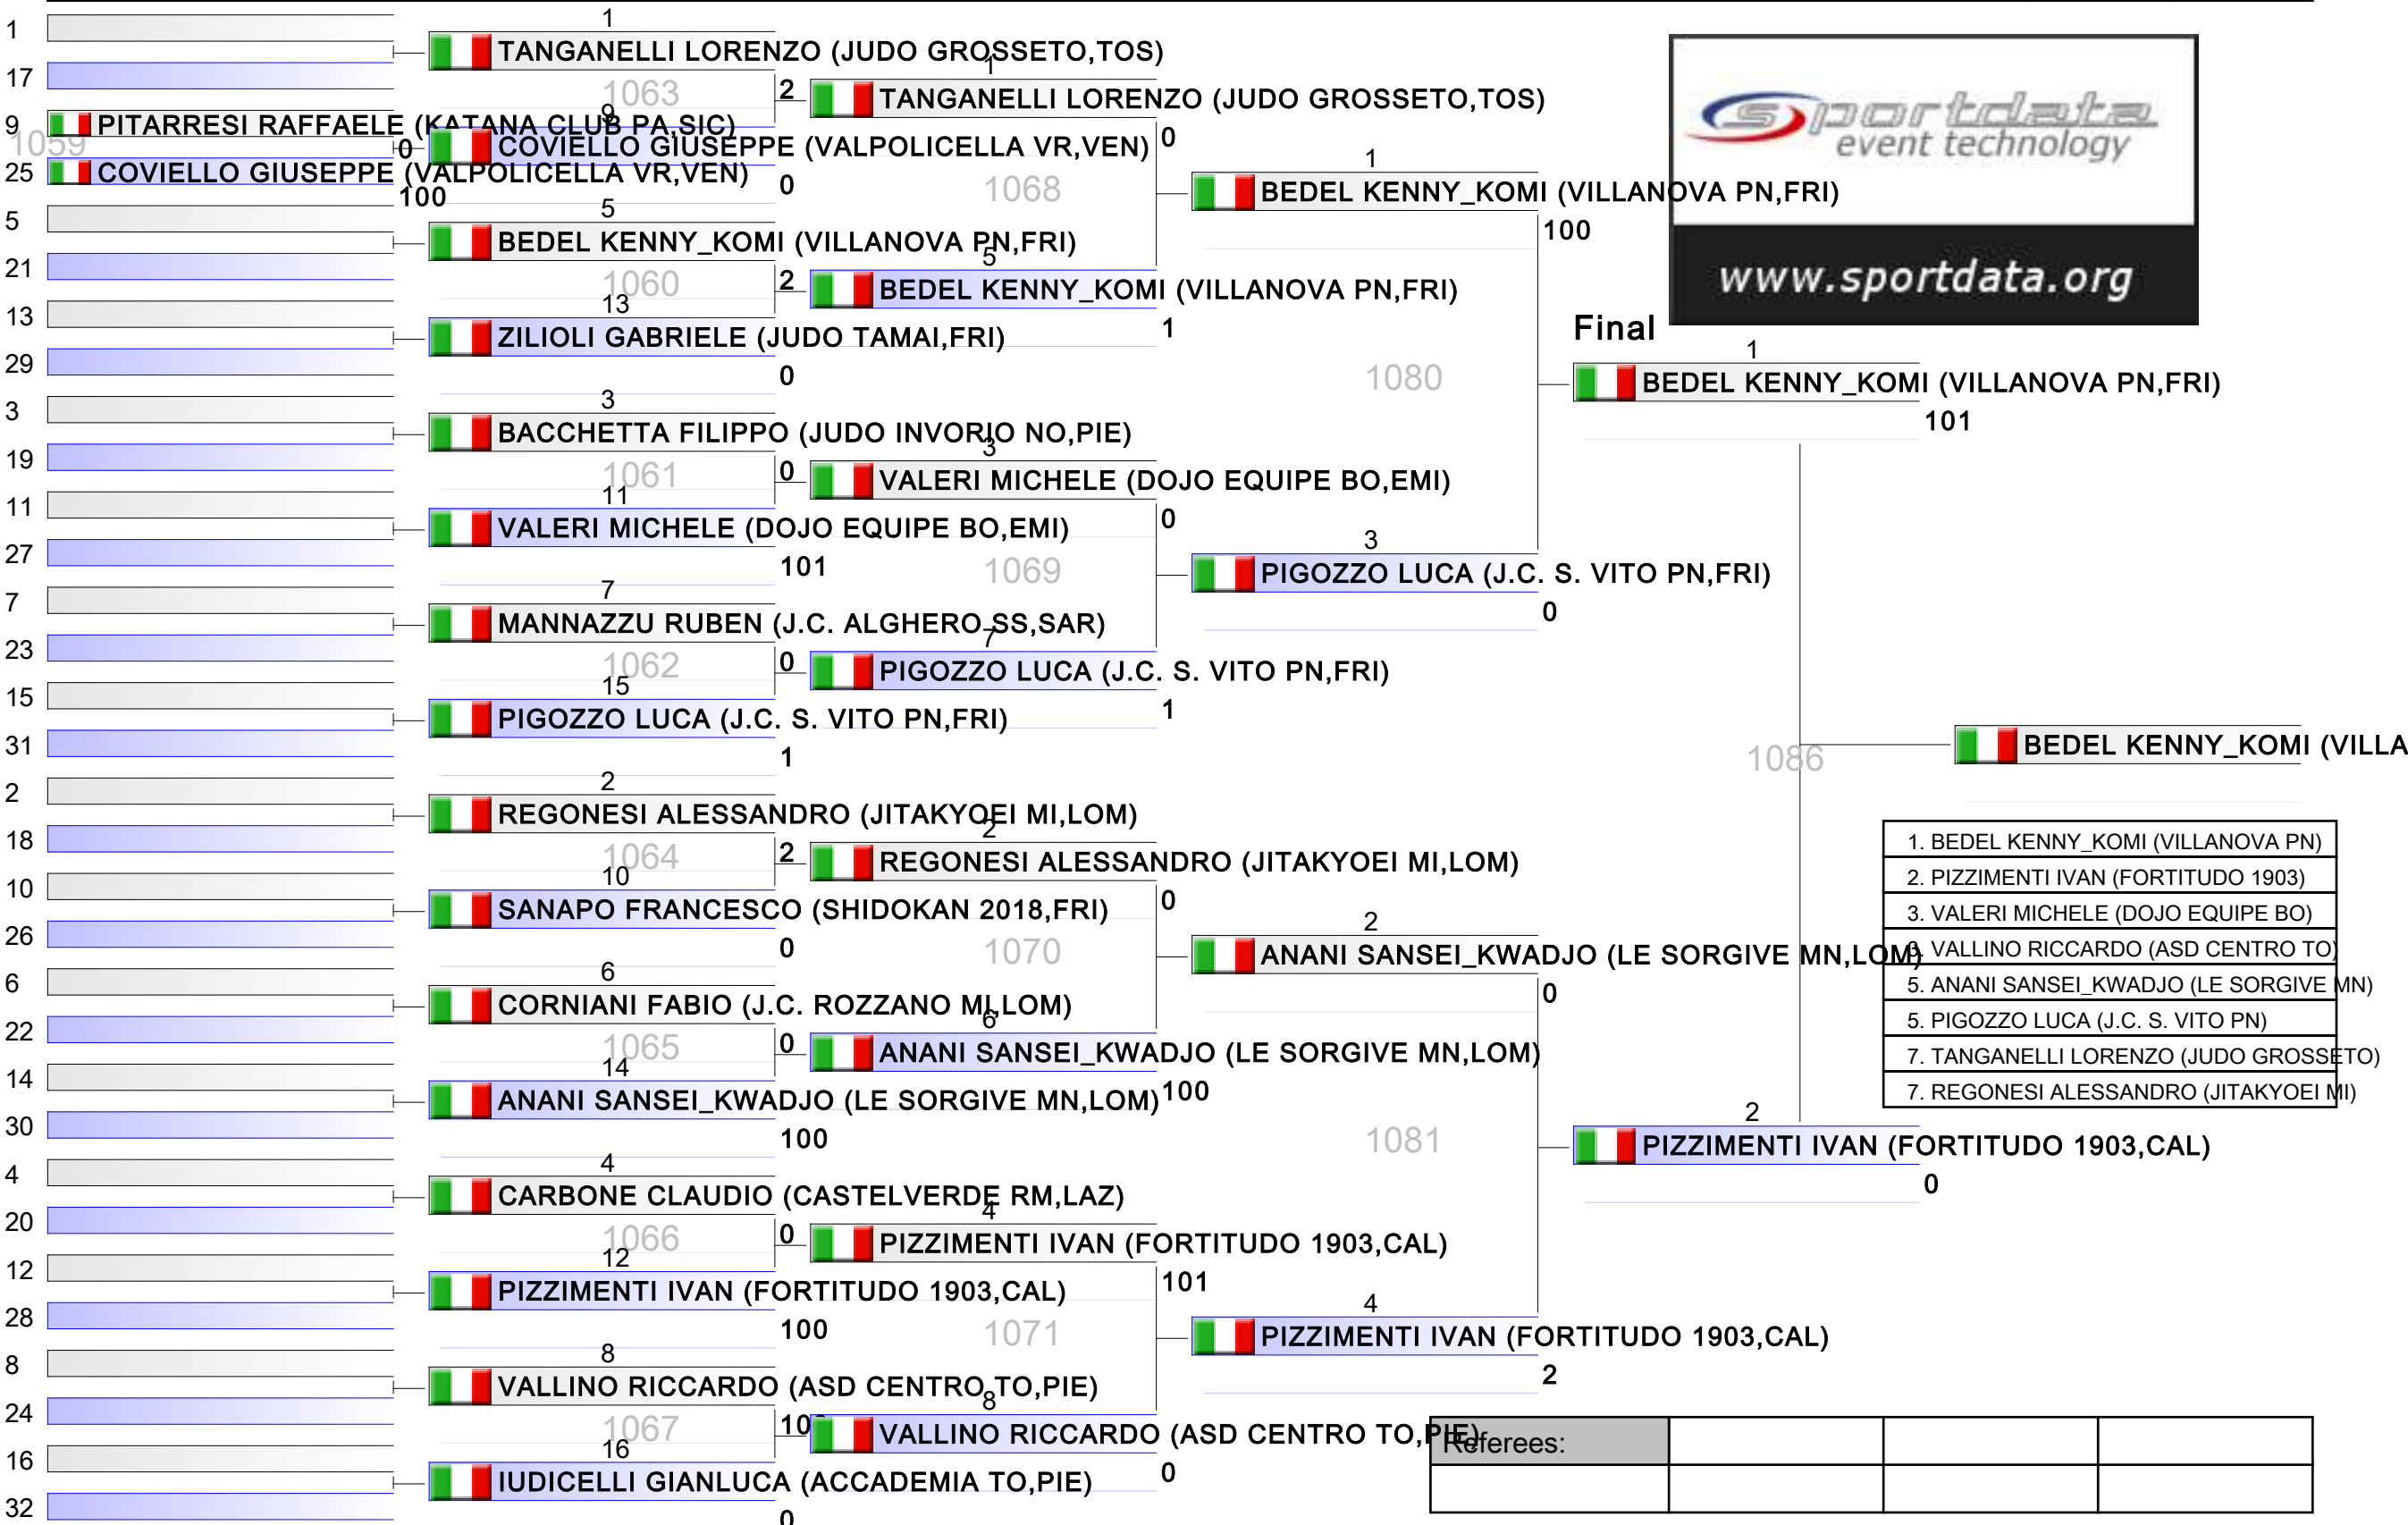 1
17
9 PITARRESI RAFFAELE (KATANA CLUB PA,SIC)
1059
0
25 COVIELLO GIUSEPPE (VALPOLICELLA VR,VEN)
100
5
21
13
29
3
19
11
27
7
23
15
31
2
18
10
26
6
22
14
30
4
20
12
28
8
24
16
32
1
TANGANELLI LORENZO (JUDO GROSSETO,TOS)
1063
2
9
COVIELLO GIUSEPPE (VALPOLICELLA VR,VEN)
0
5
BEDEL KENNY_KOMI (VILLANOVA PN,FRI)
1060
2
13
ZILIOLI GABRIELE (JUDO TAMAI,FRI)
0
3
BACCHETTA FILIPPO (JUDO INVORIO NO,PIE)
1061
0
11
VALERI MICHELE (DOJO EQUIPE BO,EMI)
101
7
MANNAZZU RUBEN (J.C. ALGHERO SS,SAR)
1062
0
15
PIGOZZO LUCA (J.C. S. VITO PN,FRI)
1
2
REGONESI ALESSANDRO (JITAKYOEI MI,LOM)
1064
2
10
SANAPO FRANCESCO (SHIDOKAN 2018,FRI)
0
6
CORNIANI FABIO (J.C. ROZZANO MI,LOM)
1065
0
14
ANANI SANSEI_KWADJO (LE SORGIVE MN,LOM)
100
4
CARBONE CLAUDIO (CASTELVERDE RM,LAZ)
1066
0
12
PIZZIMENTI IVAN (FORTITUDO 1903,CAL)
100
8
VALLINO RICCARDO (ASD CENTRO TO,PIE)
1067
16
IUDICELLI GIANLUCA (ACCADEMIA TO,PIE)
0
1
TANGANELLI LORENZO (JUDO GROSSETO,TOS)
0
1068
5
BEDEL KENNY_KOMI (VILLANOVA PN,FRI)
1
3
VALERI MICHELE (DOJO EQUIPE BO,EMI)
0
1069
7
PIGOZZO LUCA (J.C. S. VITO PN,FRI)
1
2
REGONESI ALESSANDRO (JITAKYOEI MI,LOM)
0
1070
6
ANANI SANSEI_KWADJO (LE SORGIVE MN,LOM)
100
4
PIZZIMENTI IVAN (FORTITUDO 1903,CAL)
101
1071
8
VALLINO RICCARDO (ASD CENTRO TO,PIE)
0
1
BEDEL KENNY_KOMI (VILLANOVA PN,FRI)
100
1080
3
PIGOZZO LUCA (J.C. S. VITO PN,FRI)
0
2
ANANI SANSEI_KWADJO (LE SORGIVE MN,LOM)
0
1081
4
PIZZIMENTI IVAN (FORTITUDO 1903,CAL)
2
sportdata
event technology
www.sportdata.org
Final
1
BEDEL KENNY_KOMI (VILLANOVA PN,FRI)
101
1086
2
PIZZIMENTI IVAN (FORTITUDO 1903,CAL)
0
BEDEL KENNY_KOMI (VILLA
1. BEDEL KENNY_KOMI (VILLANOVA PN)
2. PIZZIMENTI IVAN (FORTITUDO 1903)
3. VALERI MICHELE (DOJO EQUIPE BO)
3. VALLINO RICCARDO (ASD CENTRO TO)
5. ANANI SANSEI_KWADJO (LE SORGIVE MN)
5. PIGOZZO LUCA (J.C. S. VITO PN)
7. TANGANELLI LORENZO (JUDO GROSSETO)
7. REGONESI ALESSANDRO (JITAKYOEI MI)
Referees: